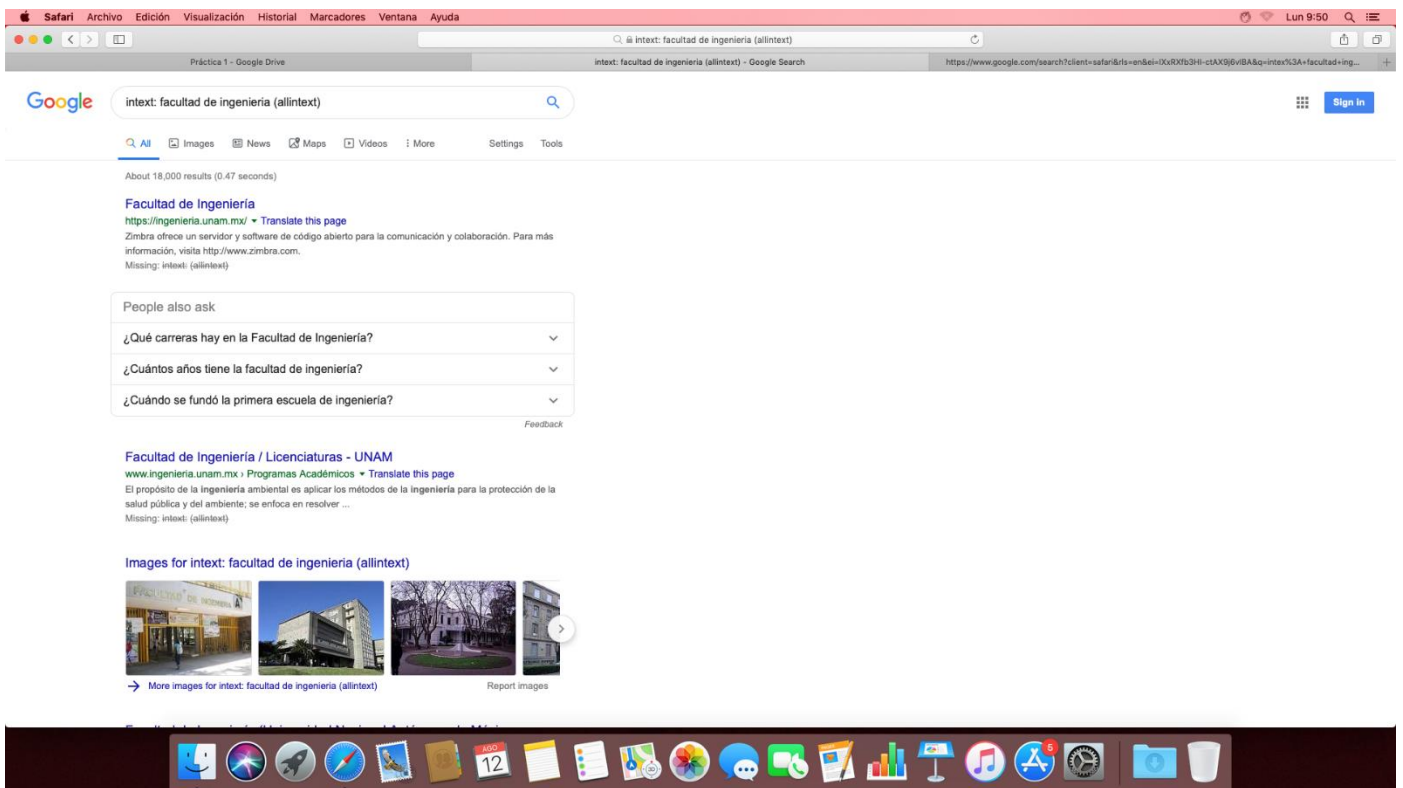 Safari Archivo Edición Visualización Historial Marcadores Ventana Ayuda Lun 9:50
intext: facultad de ingenieria (allintext)
Práctica 1 - Google Drive
intext: facultad de ingenieria (allintext) - Google Search
Google
intext: facultad de ingenieria (allintext)
Sign in
All Images News Maps Videos More Settings Tools
About 18,000 results (0.47 seconds)
Facultad de Ingeniería
https://ingenieria.unam.mx/ Translate this page
Zimbra ofrece un servidor y software de código abierto para la comunicación y colaboración. Para más
información, visita http://www.zimbra.com.
Missing: intext: (allintext)
People also ask
¿Qué carreras hay en la Facultad de Ingeniería?
¿Cuántos años tiene la facultad de ingeniería?
¿Cuándo se fundó la primera escuela de ingeniería?
Feedback
Facultad de Ingeniería / Licenciaturas - UNAM
www.ingenieria.unam.mx › Programas Académicos Translate this page
El propósito de la ingeniería ambiental es aplicar los métodos de la ingeniería para la protección de la
salud pública y del ambiente; se enfoca en resolver ...
Missing: intext: (allintext)
Images for intext: facultad de ingenieria (allintext)
More images for intext: facultad de ingenieria (allintext) Report images
AGO
12
5